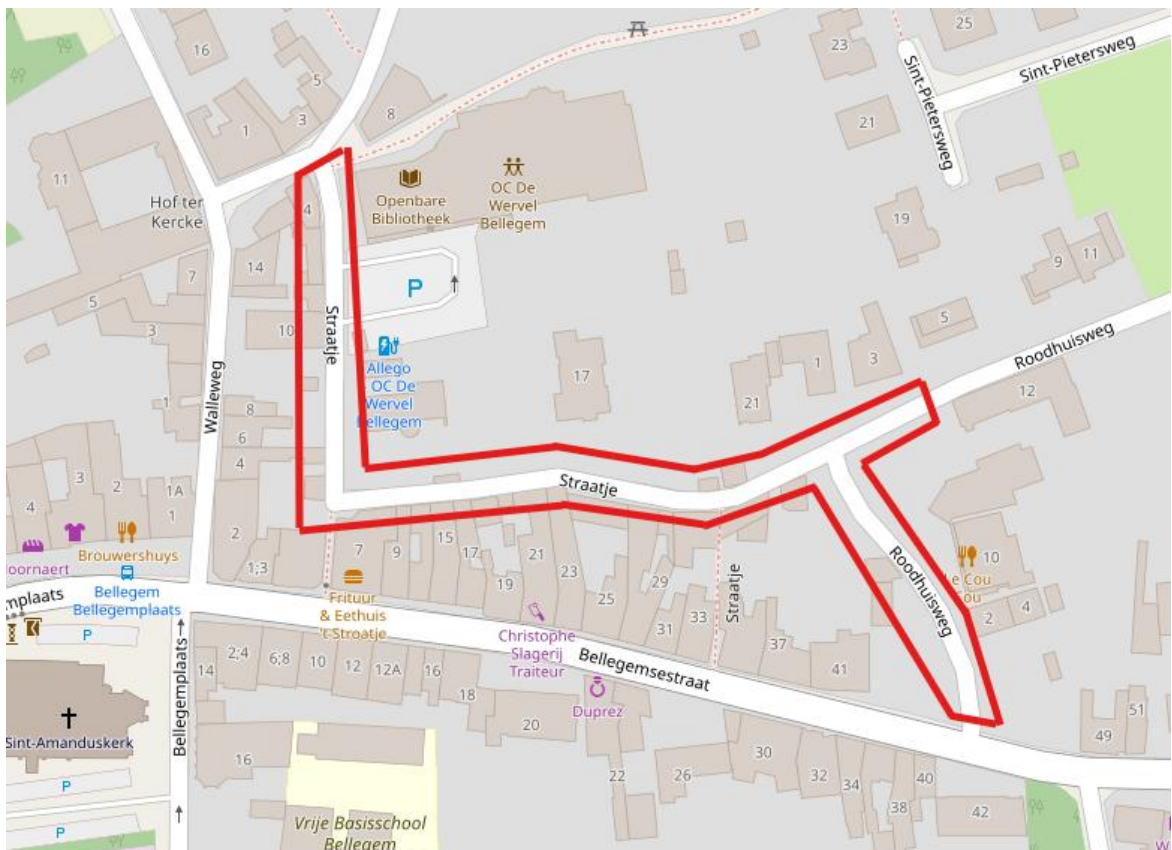 16
25
23
Sint-Pietersweg
Sint-Pietersweg
5
3
8
1
21
11
Hof ter
Kercke
Openbare
Bibliotheek
OC De
Wervel
Bellegem
4
19
9
11
14
7
P
5
3
10
Straatje
5
Roodhuisweg
Allego
- OC De
Wervel
Bellegem
17
1
3
21
12
Walleweg
1
8
6
4
3
4
2
1A
1
Straatje
2
7
9
15
17
21
23
29
10
Brouwershuys
oornaert
1;3
Frituur
& Eethuis
't Stroatje
19
25
31
33
Straatje
Roodhuisweg
Le Cou
Cou
2
4
Bellegem
Bellegemplaats
mplaats
P
Christophe
Slagerij
Traiteur
37
41
Bellegemsestraat
14
2;4
6;8
10
12
12A
16
18
20
Duprez
Bellegemplaats
Sint-Amanduskerk
51
49
16
22
26
30
32
34
38
40
42
P
P
Vrije Basisschool
Bellegem
W